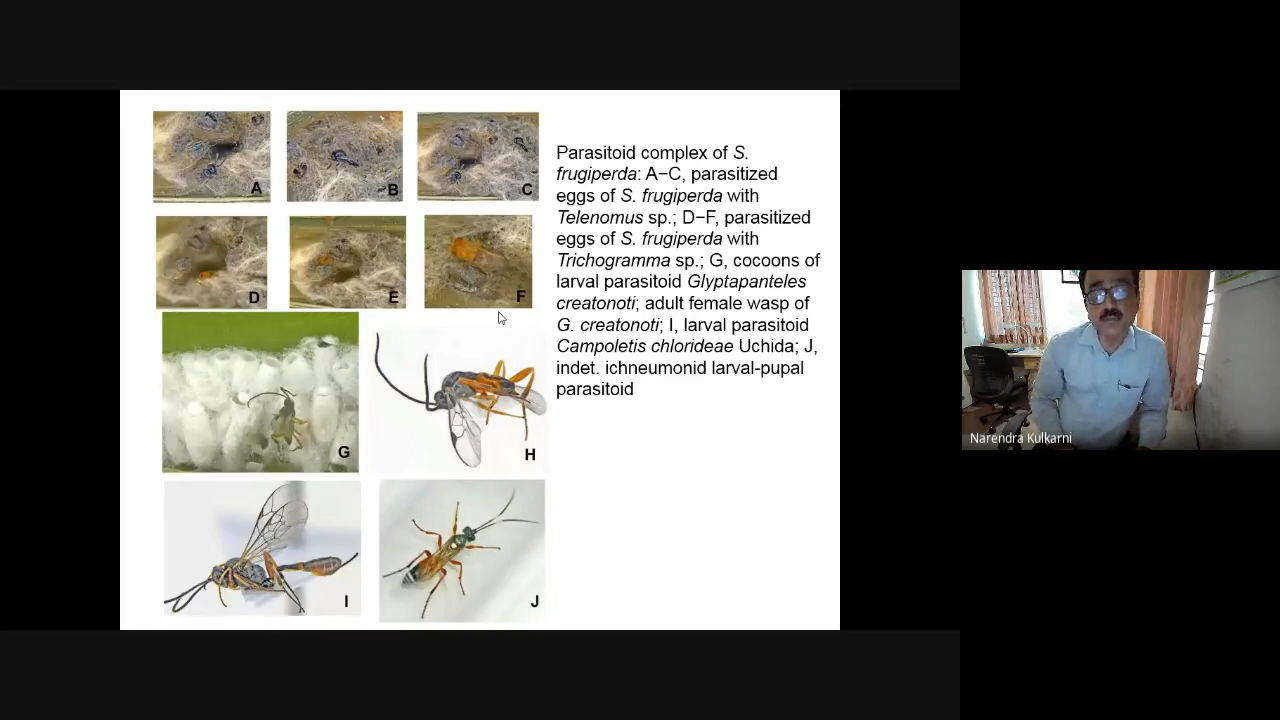 A
B
C
D
E
F
G
H
I
J
Parasitoid complex of S.
frugiperda: A−C, parasitized
eggs of S. frugiperda with
Telenomus sp.; D−F, parasitized
eggs of S. frugiperda with
Trichogramma sp.; G, cocoons of
larval parasitoid Glyptapanteles
creatonoti; adult female wasp of
G. creatonoti; I, larval parasitoid
Campoletis chlorideae Uchida; J,
indet. ichneumonid larval-pupal
parasitoid
Narendra Kulkarni